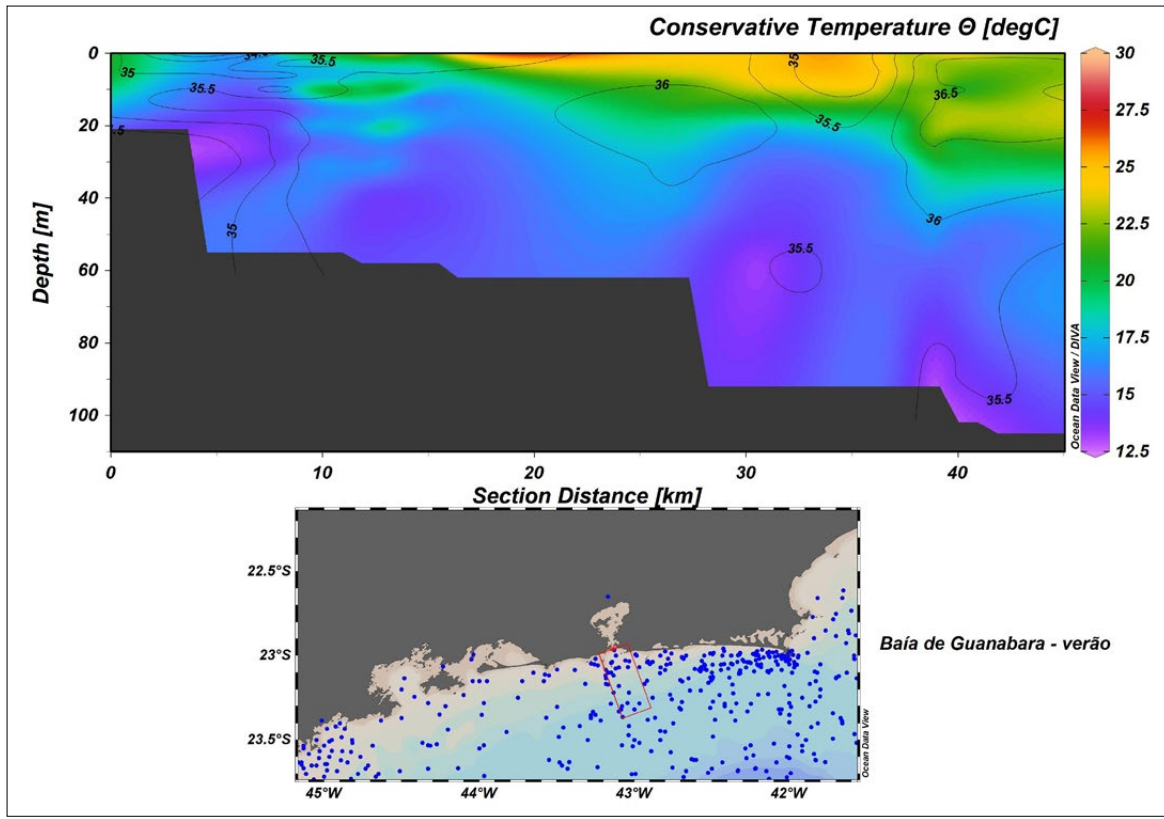 Conservative Temperature Θ [degC]
0
20
40
60
80
100
Depth [m]
35
35.5
35.5
35
36
35
35.5
36.5
36
35.5
35.5
Ocean Data View / DIVA
30
27.5
25
22.5
20
17.5
15
12.5
0
10
20
30
40
Section Distance [km]
22.5°S
23°S
23.5°S
45°W
44°W
43°W
42°W
Ocean Data View
Baía de Guanabara - verão